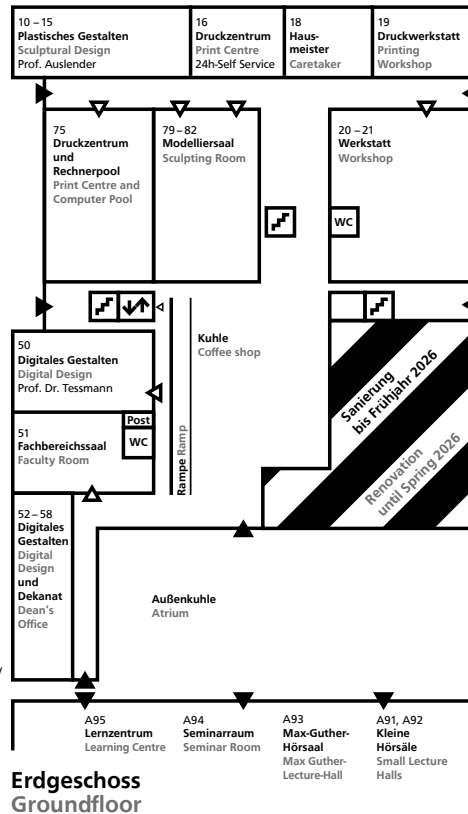 10 – 15
Plastisches Gestalten
Sculptural Design
Prof. Auslender
16
Druckzentrum
Print Centre
24h-Self Service
18
Haus-
meister
Caretaker
19
Druckwerkstatt
Printing
Workshop
75
Druckzentrum
und
Rechnerpool
Print Centre and
Computer Pool
79 – 82
Modelliersaal
Sculpting Room
20 – 21
Werkstatt
Workshop
WC
50
Digitales Gestalten
Digital Design
Prof. Dr. Tessmann
Kuhle
Coffee shop
Rampe Ramp
Sanierung
bis Frühjahr 2026
Renovation
until Spring 2026
51
Fachbereichssaal
Faculty Room
Post
WC
52 – 58
Digitales
Gestalten
Digital
Design
und
Dekanat
Dean's
Office
Außenkuhle
Atrium
A95
Lernzentrum
Learning Centre
A94
Seminarraum
Seminar Room
A93
Max-Guther-
Hörsaal
Max Guther-
Lecture-Hall
A91, A92
Kleine
Hörsäle
Small Lecture
Halls
Erdgeschoss
Groundfloor